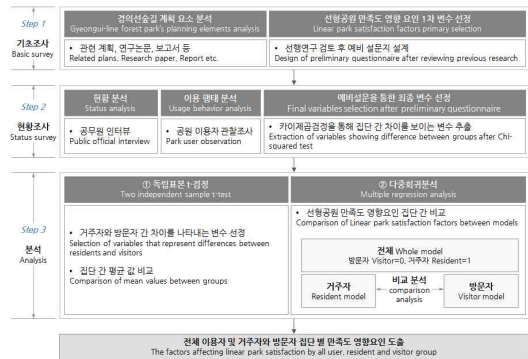 Step 1
기초조사
Basic survey
경의선숲길 계획 요소 분석
Gyeongui-line forest park's planning elements analysis
• 관련 계획, 연구논문, 보고서 등
Related plans, Research paper, Report etc.
선형공원 만족도 영향 요인 1차 변수 선정
Linear park satisfaction factors primary selection
• 선행연구 검토 후 예비 설문지 설계
Design of preliminary questionnaire after reviewing previous research
Step 2
현황조사
Status survey
현황 분석
Status analysis
• 공무원 인터뷰
Public official interview
이용 행태 분석
Usage behavior analysis
• 공원 이용자 관찰조사
Park user observation
예비설문을 통한 최종 변수 선정
Final variables selection after preliminary questionnaire
• 카이제곱검정을 통해 집단 간 차이를 보이는 변수 추출
Extraction of variables showing difference between groups after Chi-
squared test
Step 3
분석
Analysis
① 독립표본 t-검정
Two independent sample t-test
• 거주자와 방문자 간 차이를 나타내는 변수 선정
Selection of variables that represent differences between
residents and visitors
• 집단 간 평균 값 비교
Comparison of mean values between groups
② 다중회귀분석
Multiple regression analysis
• 선형공원 만족도 영향요인 집단 간 비교
Comparison of Linear park satisfaction factors between models
전체 Whole model
방문자 Visitor=0, 거주자 Resident=1
거주자
Resident model
비교 분석
comparison
analysis
방문자
Visitor model
전체 이용자 및 거주자와 방문자 집단 별 만족도 영향요인 도출
The factors affecting linear park satisfaction by all user, resident and visitor group